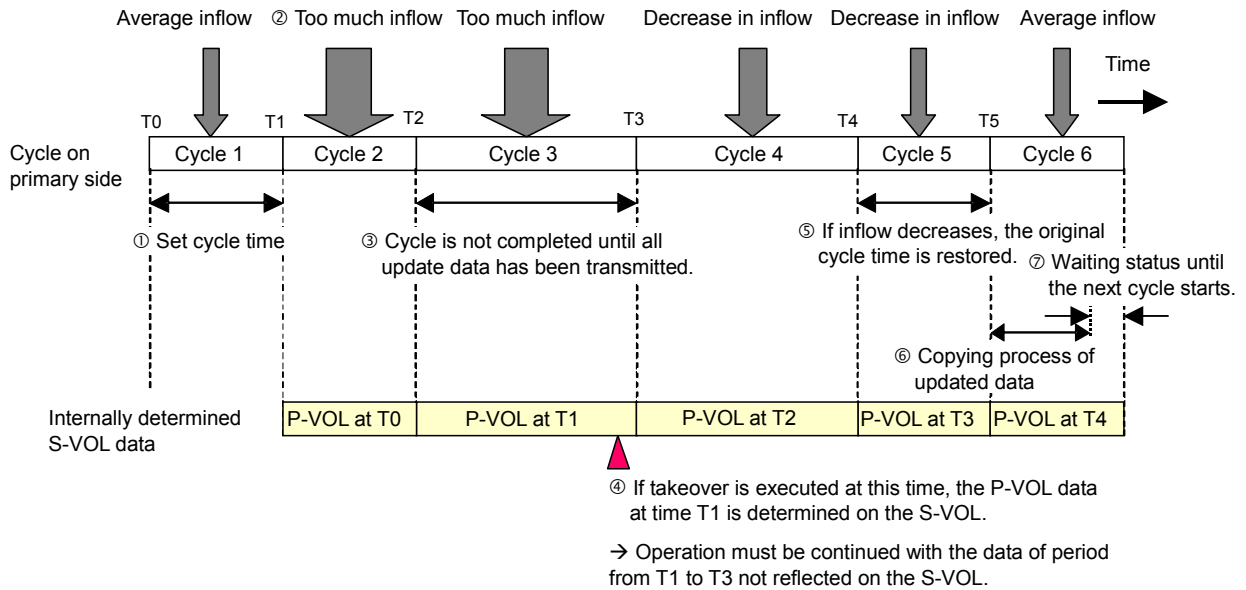 Average inflow ② Too much inflow Too much inflow Decrease in inflow Decrease in inflow Average inflow
Time
T0 T1 T2 T3 T4 T5
Cycle on
primary side
Cycle 1 Cycle 2 Cycle 3 Cycle 4 Cycle 5 Cycle 6
① Set cycle time
③ Cycle is not completed until all
update data has been transmitted.
⑤ If inflow decreases, the original
cycle time is restored.
⑦ Waiting status until
the next cycle starts.
⑥ Copying process of
updated data
Internally determined
S-VOL data
P-VOL at T0 P-VOL at T1 P-VOL at T2 P-VOL at T3 P-VOL at T4
④ If takeover is executed at this time, the P-VOL data
at time T1 is determined on the S-VOL.
→ Operation must be continued with the data of period
from T1 to T3 not reflected on the S-VOL.